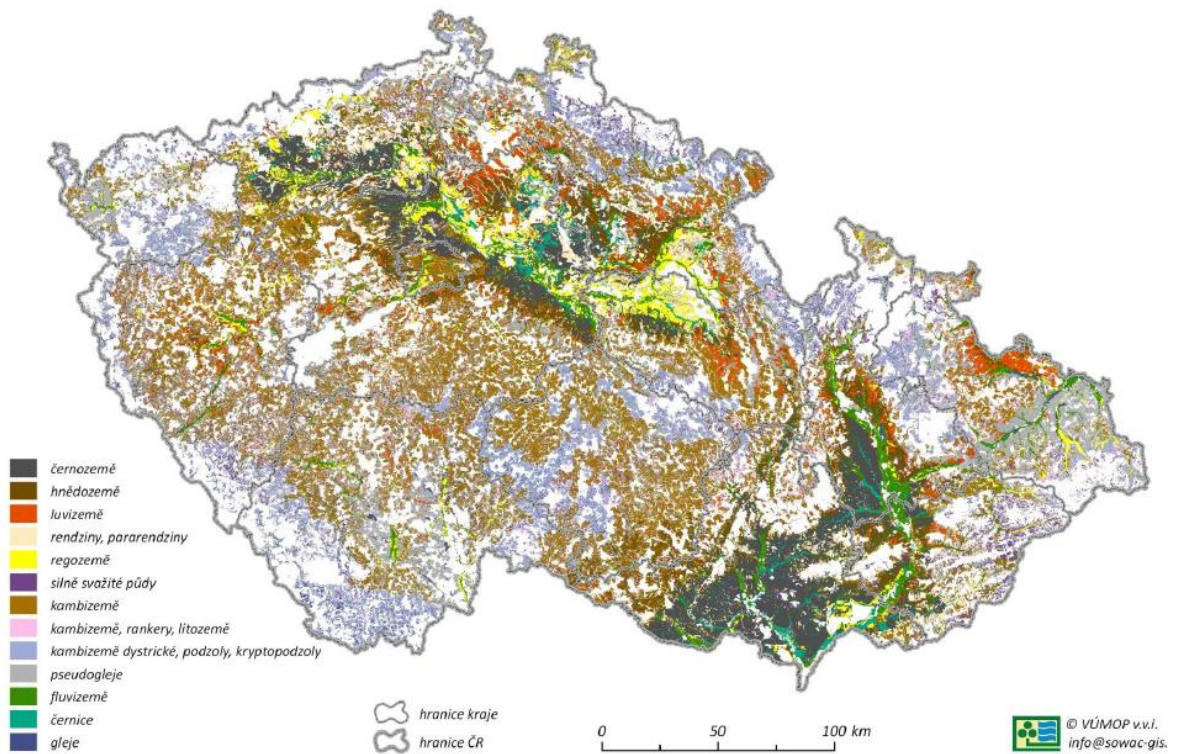 černozemě
hnědozemě
luvizemě
rendziny, pararendziny
regozemě
silně svažité půdy
kambizemě
kambizemě, rankery, litozemě
kambizemě dystrické, podzoly, kryptopodzoly
pseudogleje
fluvizemě
černice
gleje
hranice kraje
hranice ČR
0 50 100 km
© VÚMOP v.v.i.
info@sowac-gis.